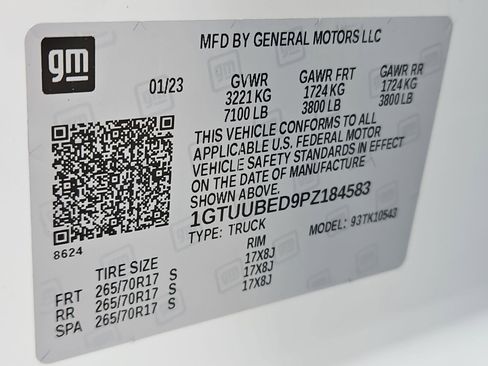 gm
MFD BY GENERAL MOTORS LLC
01/23
GVWR GAWR FRT GAWR RR
3221 KG 1724 KG 1724 KG
7100 LB 3800 LB 3800 LB
THIS VEHICLE CONFORMS TO ALL
APPLICABLE U.S. FEDERAL MOTOR
VEHICLE SAFETY STANDARDS IN EFFECT
ON THE DATE OF MANUFACTURE
SHOWN ABOVE.
1GTUUBED9PZ184583
TYPE: TRUCK MODEL: 93TK10543
8624
TIRE SIZE RIM
FRT 265/70R17 S 17X8J
RR 265/70R17 S 17X8J
SPA 265/70R17 S 17X8J